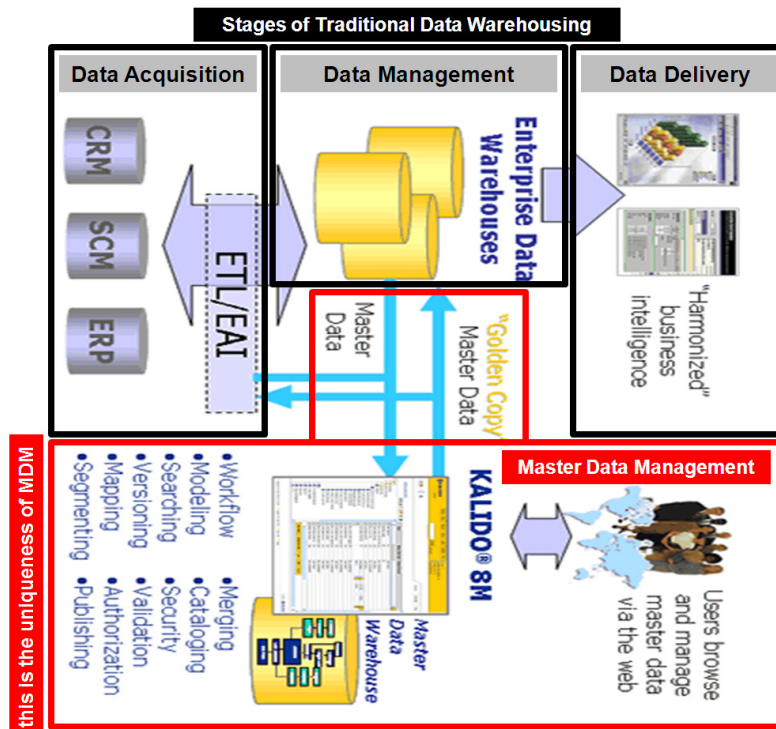 Stages of Traditional Data Warehousing
Data Acquisition
Data Management
Data Delivery
CRM
SCM
ERP
ETL/EAI
Enterprise Data
Warehouses
"Harmonized"
business
intelligence
Master
Data
"Golden Copy"
Master Data
this is the uniqueness of MDM
Master Data Management
•Workflow
•Modeling
•Searching
•Versioning
•Mapping
•Segmenting
•Merging
•Cataloging
•Security
•Validation
•Authorization
•Publishing
KALIDO® 8M
Master
Data
Warehouse
Users browse
and manage
master data
via the web